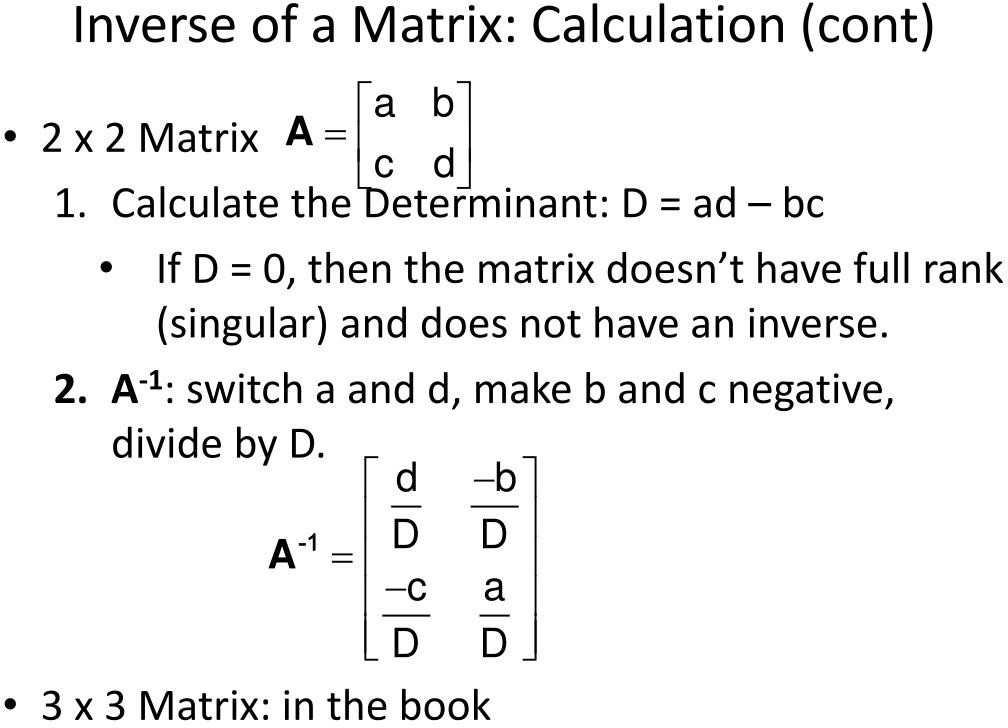 Inverse of a Matrix: Calculation (cont)
• 2 x 2 Matrix A = [a b
c d]
1. Calculate the Determinant: D = ad – bc
• If D = 0, then the matrix doesn’t have full rank
(singular) and does not have an inverse.
2. A⁻¹: switch a and d, make b and c negative,
divide by D.
A⁻¹ = [d/D –b/D
–c/D a/D]
• 3 x 3 Matrix: in the book